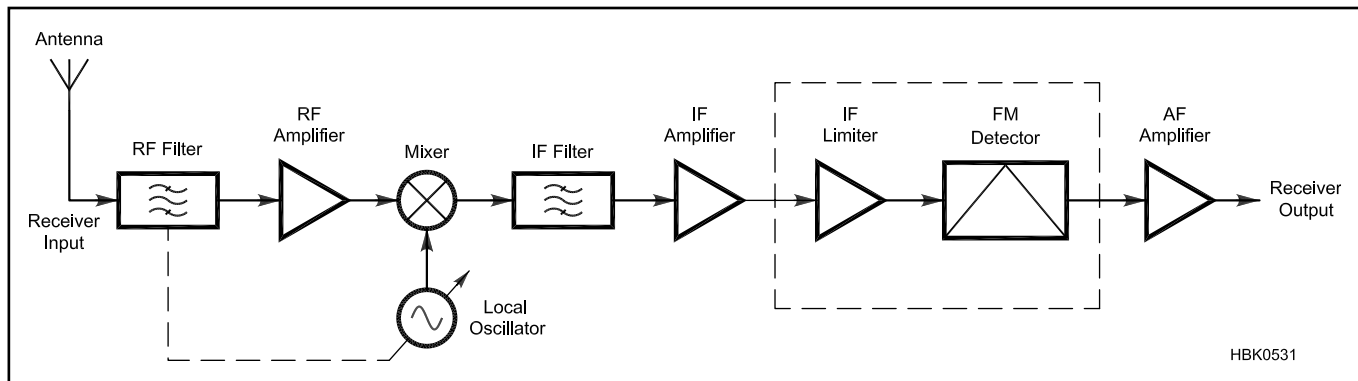 Antenna
Receiver
Input
RF Filter
RF
Amplifier
Mixer
Local
Oscillator
IF Filter
IF
Amplifier
IF
Limiter
FM
Detector
AF
Amplifier
Receiver
Output
HBK0531